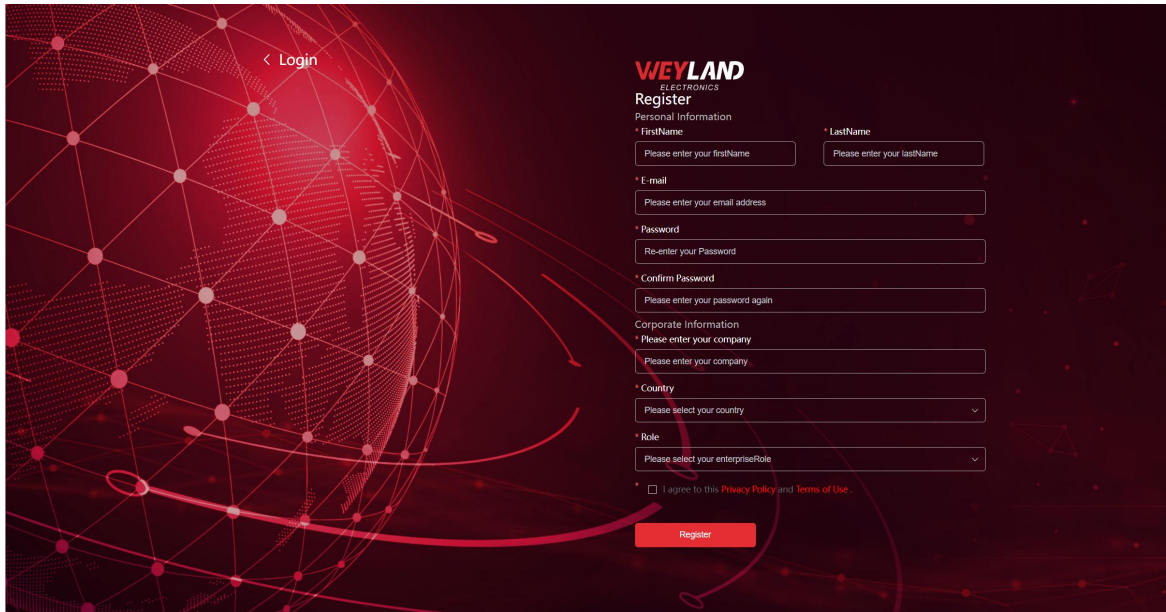 < Login
WEYLAND
ELECTRONICS
Register
Personal Information
* FirstName * LastName
Please enter your firstName Please enter your lastName
* E-mail
Please enter your email address
* Password
Re-enter your Password
* Confirm Password
Please enter your password again
Corporate Information
* Please enter your company
Please enter your company
* Country
Please select your country
* Role
Please select your enterpriseRole
* I agree to this Privacy Policy and Terms of Use .
Register